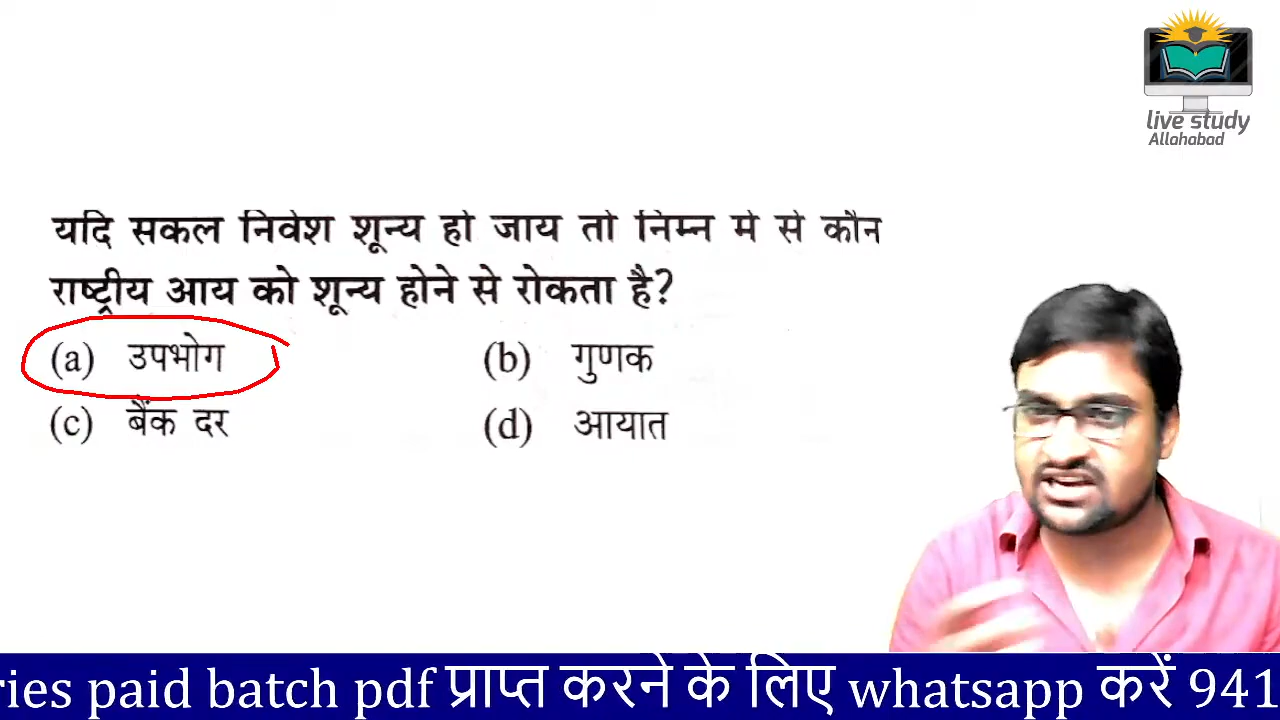 live study
Allahabad
यदि सकल निवेश शून्य हो जाय तो निम्न में से कौन
राष्ट्रीय आय को शून्य होने से रोकता है?
(a) उपभोग (b) गुणक
(c) बैंक दर (d) आयात
ries paid batch pdf प्राप्त करने के लिए whatsapp करें 941